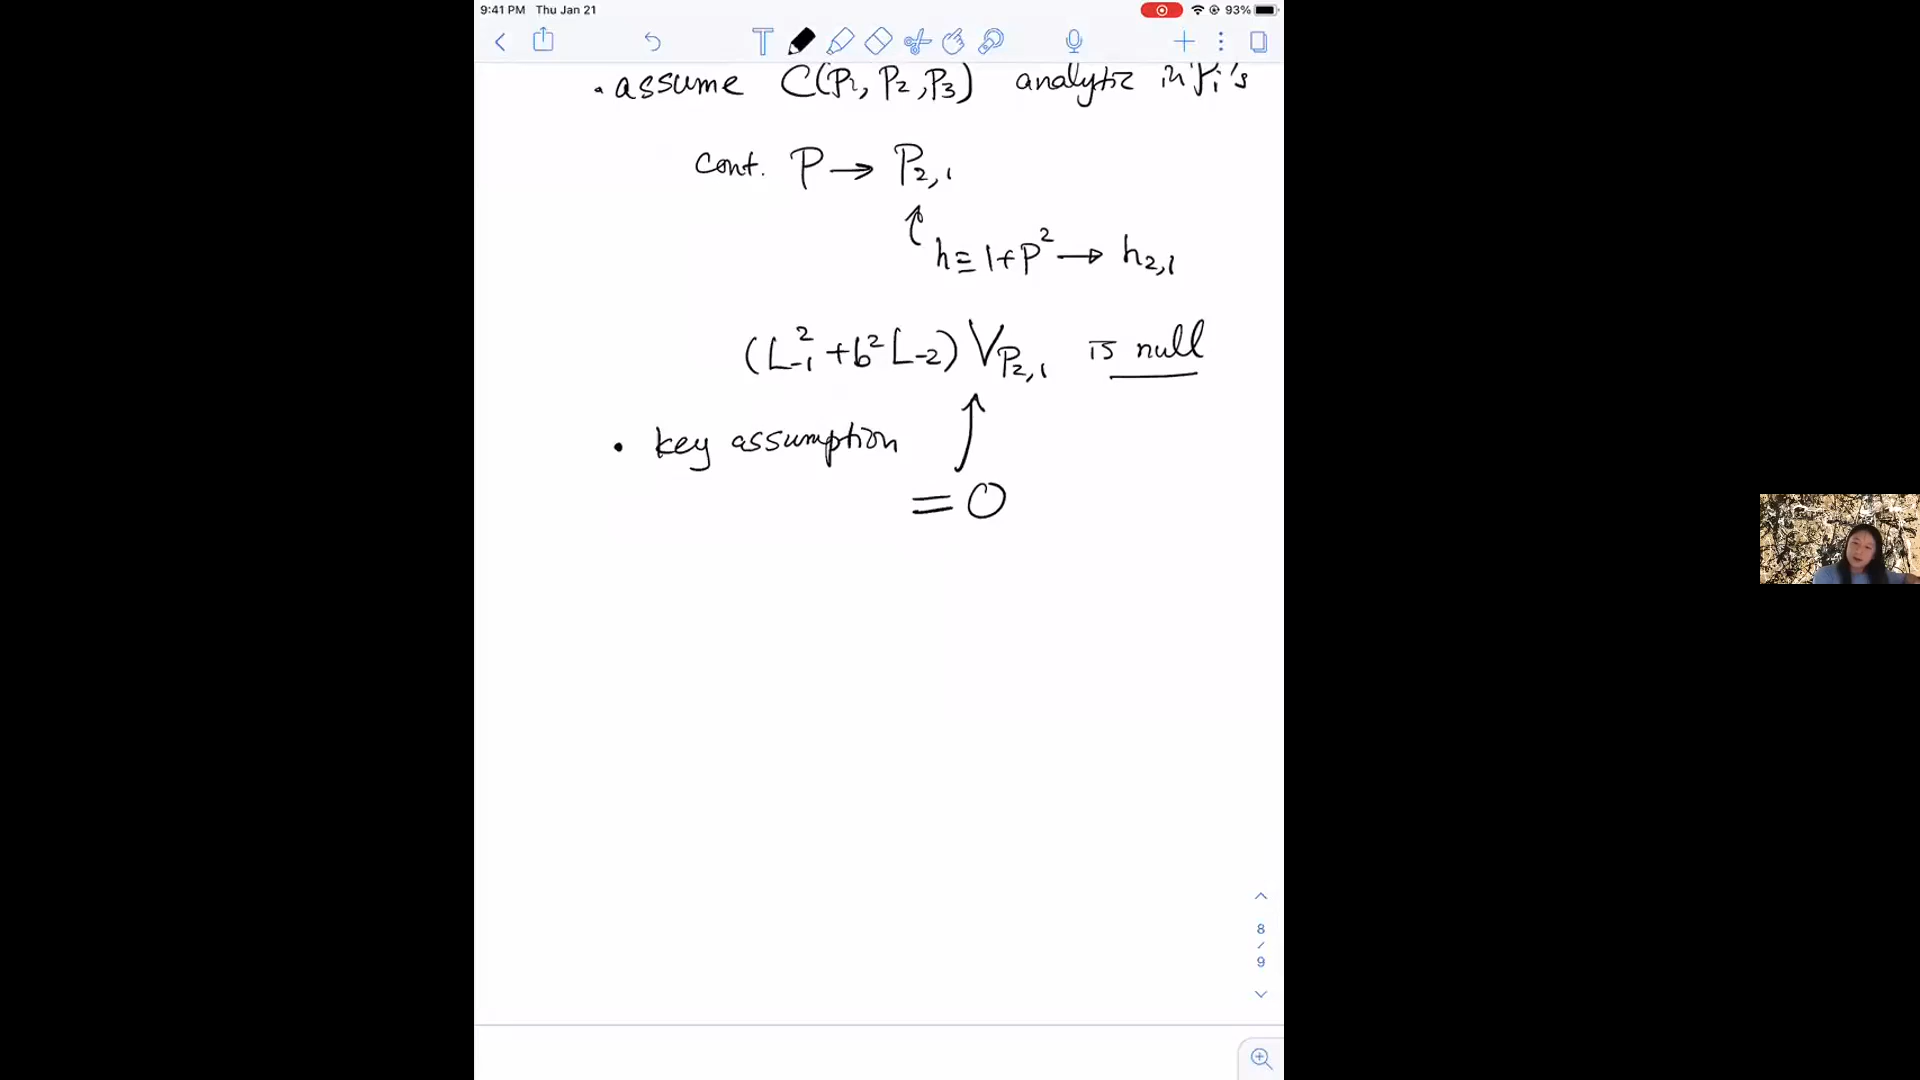 9:41 PM Thu Jan 21 93%
• assume C(P₁, P₂, P₃) analytic in Pᵢ's
cont. P → P₂,₁
h ≡ 1+P² → h₂,₁
(L₋₁² + b² L₋₂) V_P₂,₁ is null
• key assumption
= 0
8
/
9